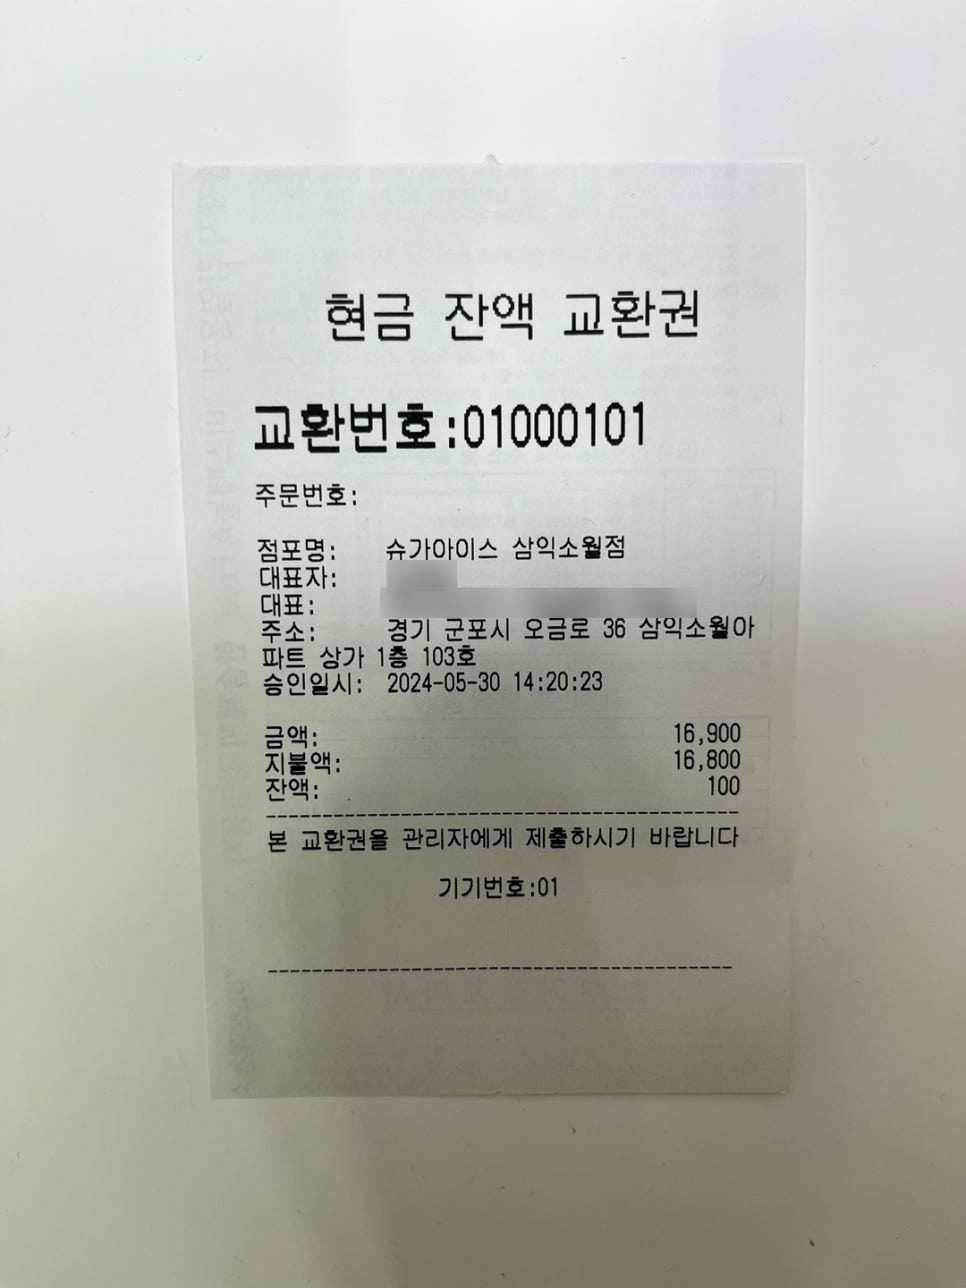 현금 잔액 교환권
교환번호:01000101
주문번호:
점포명: 슈가아이스 삼익소월점
대표자:
대표:
주소: 경기 군포시 오금로 36 삼익소월아
파트 상가 1층 103호
승인일시: 2024-05-30 14:20:23
금액: 16,900
지불액: 16,800
잔액: 100
본 교환권을 관리자에게 제출하시기 바랍니다
기기번호:01